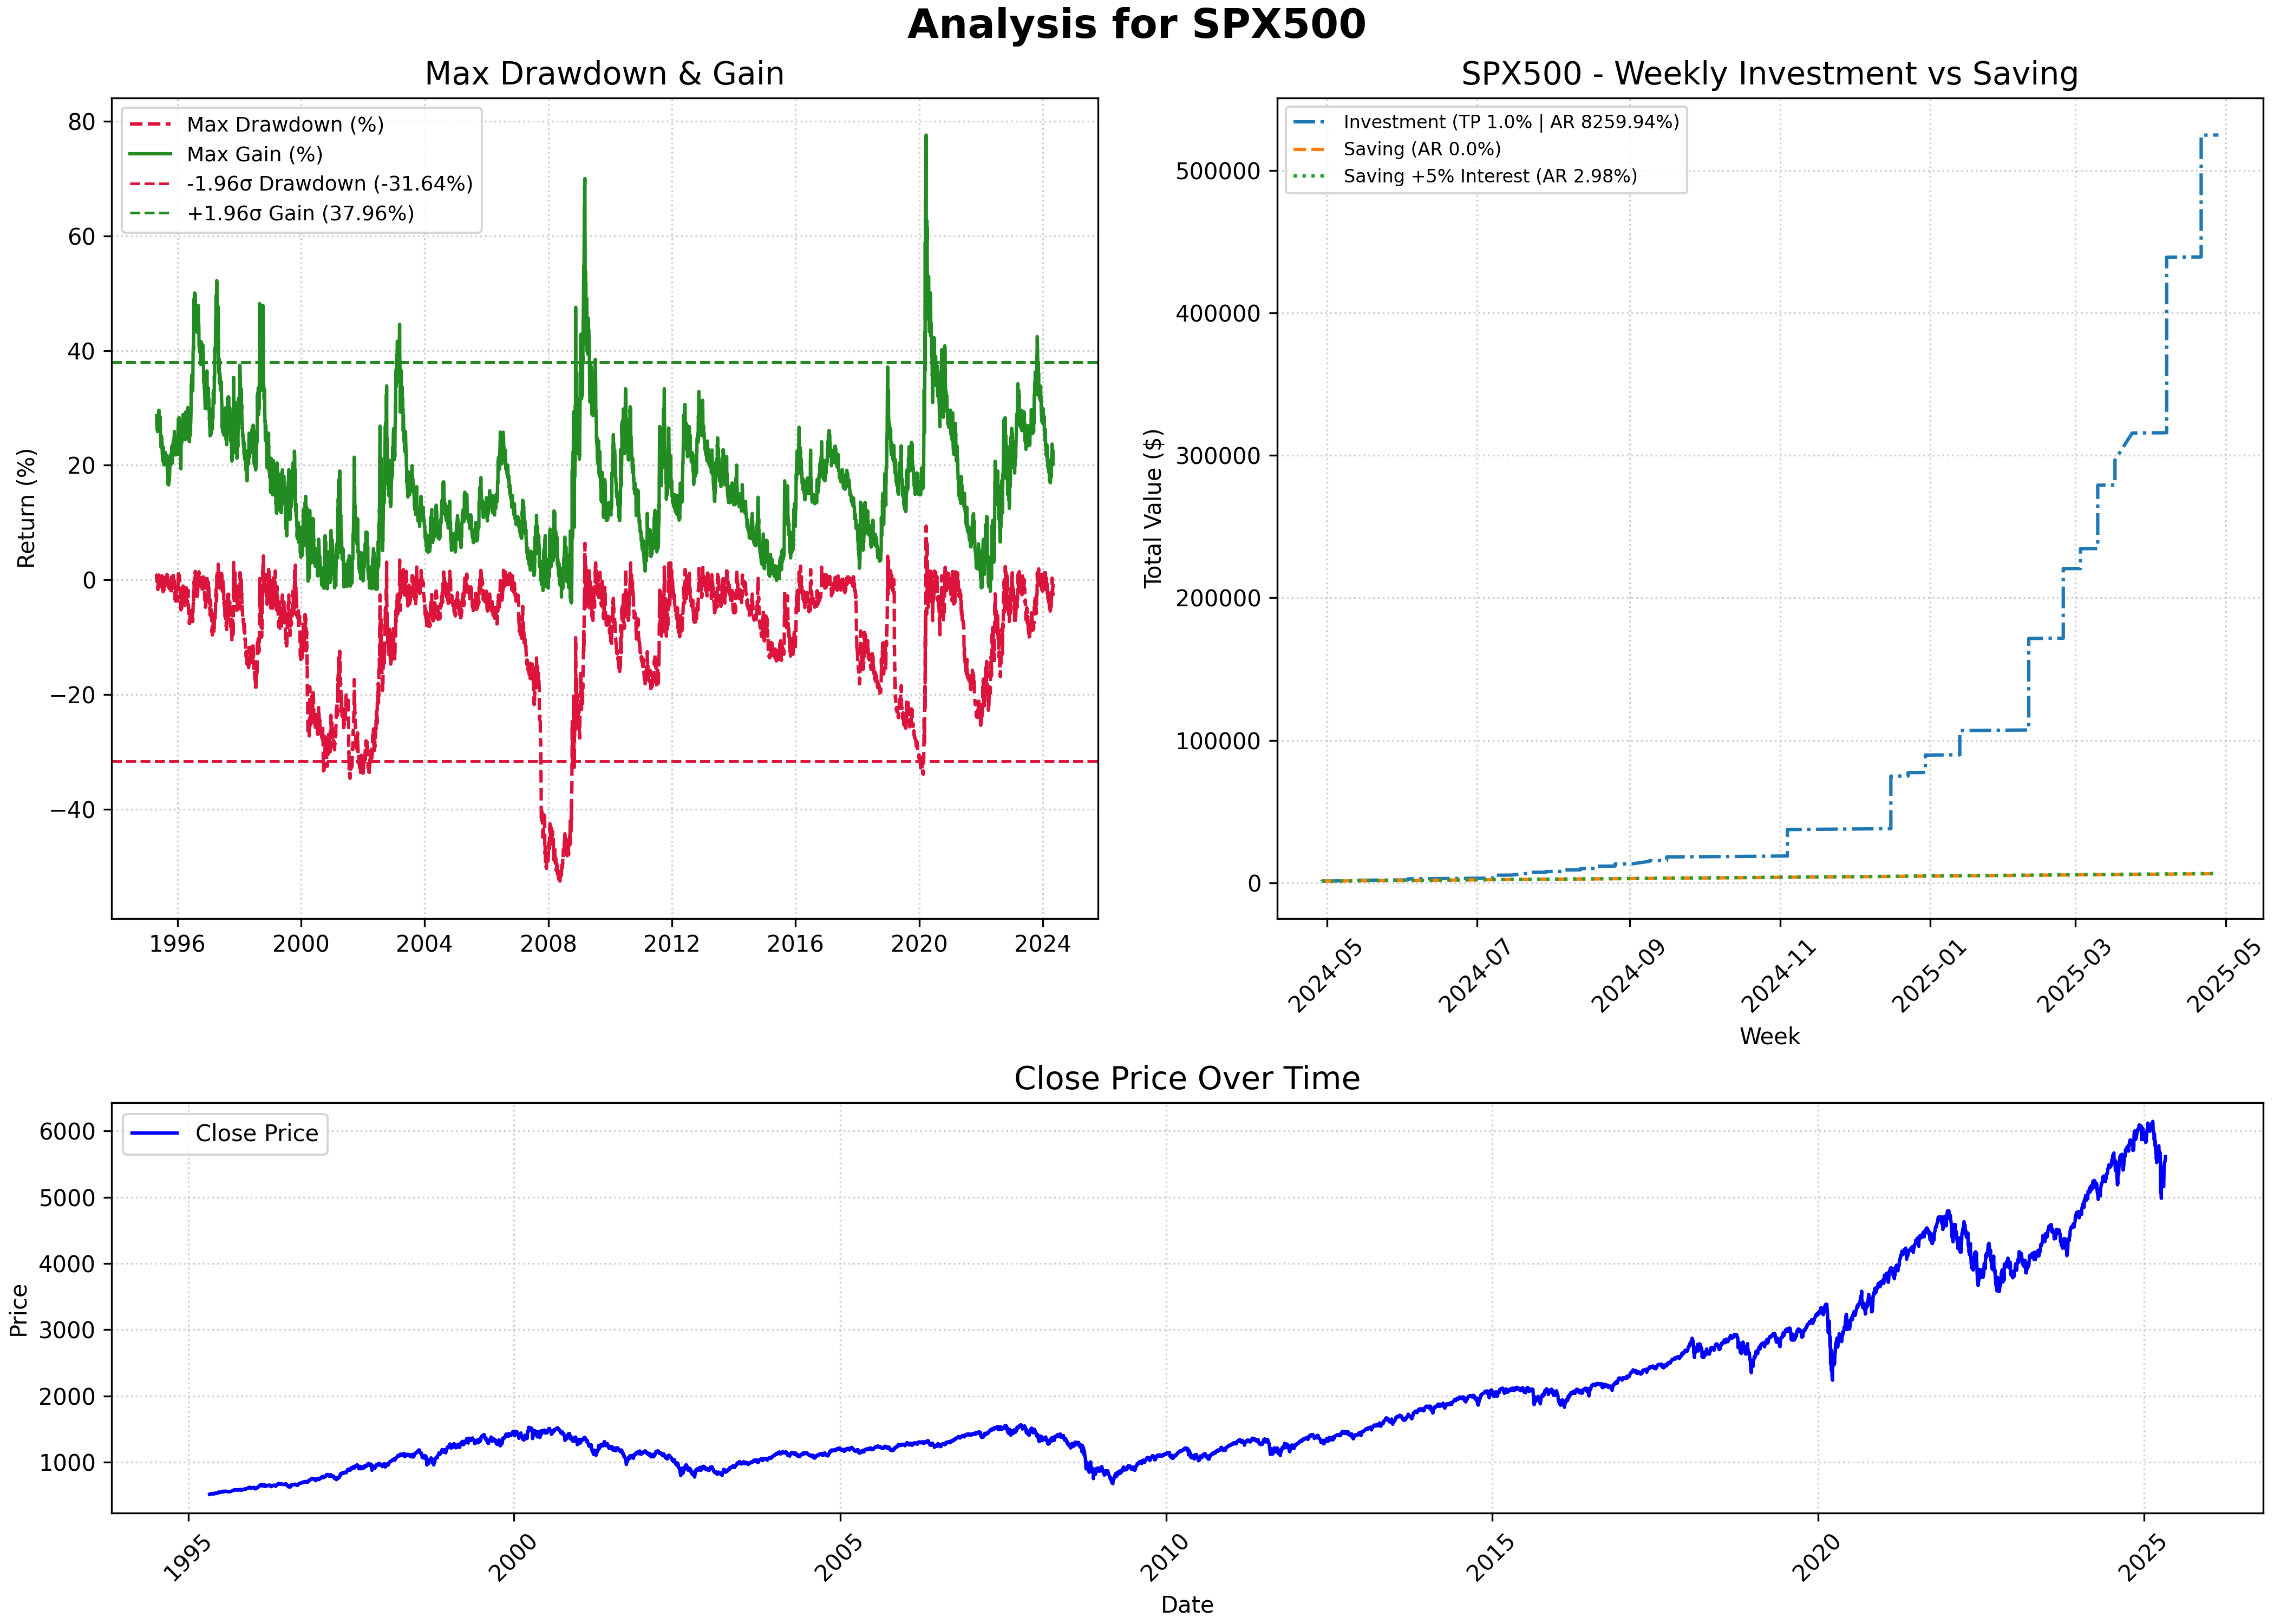 Analysis for SPX500
Max Drawdown & Gain
Max Drawdown (%)
Max Gain (%)
-1.96σ Drawdown (-31.64%)
+1.96σ Gain (37.96%)
Return (%)
80
60
40
20
0
−20
−40
1996
2000
2004
2008
2012
2016
2020
2024
SPX500 - Weekly Investment vs Saving
Investment (TP 1.0% | AR 8259.94%)
Saving (AR 0.0%)
Saving +5% Interest (AR 2.98%)
Total Value ($)
500000
400000
300000
200000
100000
0
2024-05
2024-07
2024-09
2024-11
2025-01
2025-03
2025-05
Week
Close Price Over Time
Close Price
Price
6000
5000
4000
3000
2000
1000
1995
2000
2005
2010
2015
2020
2025
Date